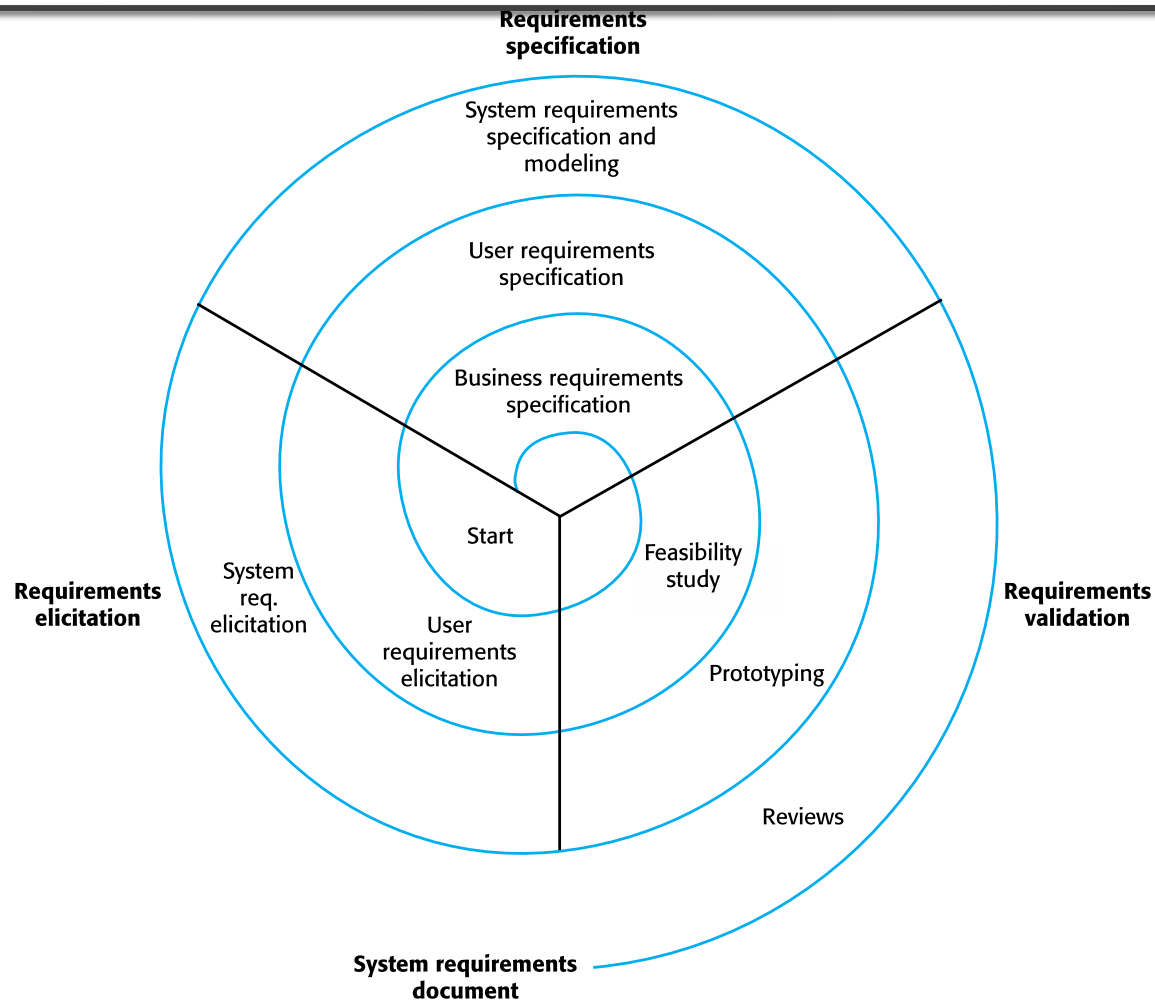 Requirements
specification
System requirements
specification and
modeling
User requirements
specification
Business requirements
specification
Start
Feasibility
study
System
req.
elicitation
User
requirements
elicitation
Requirements
elicitation
Requirements
validation
Prototyping
Reviews
System requirements
document